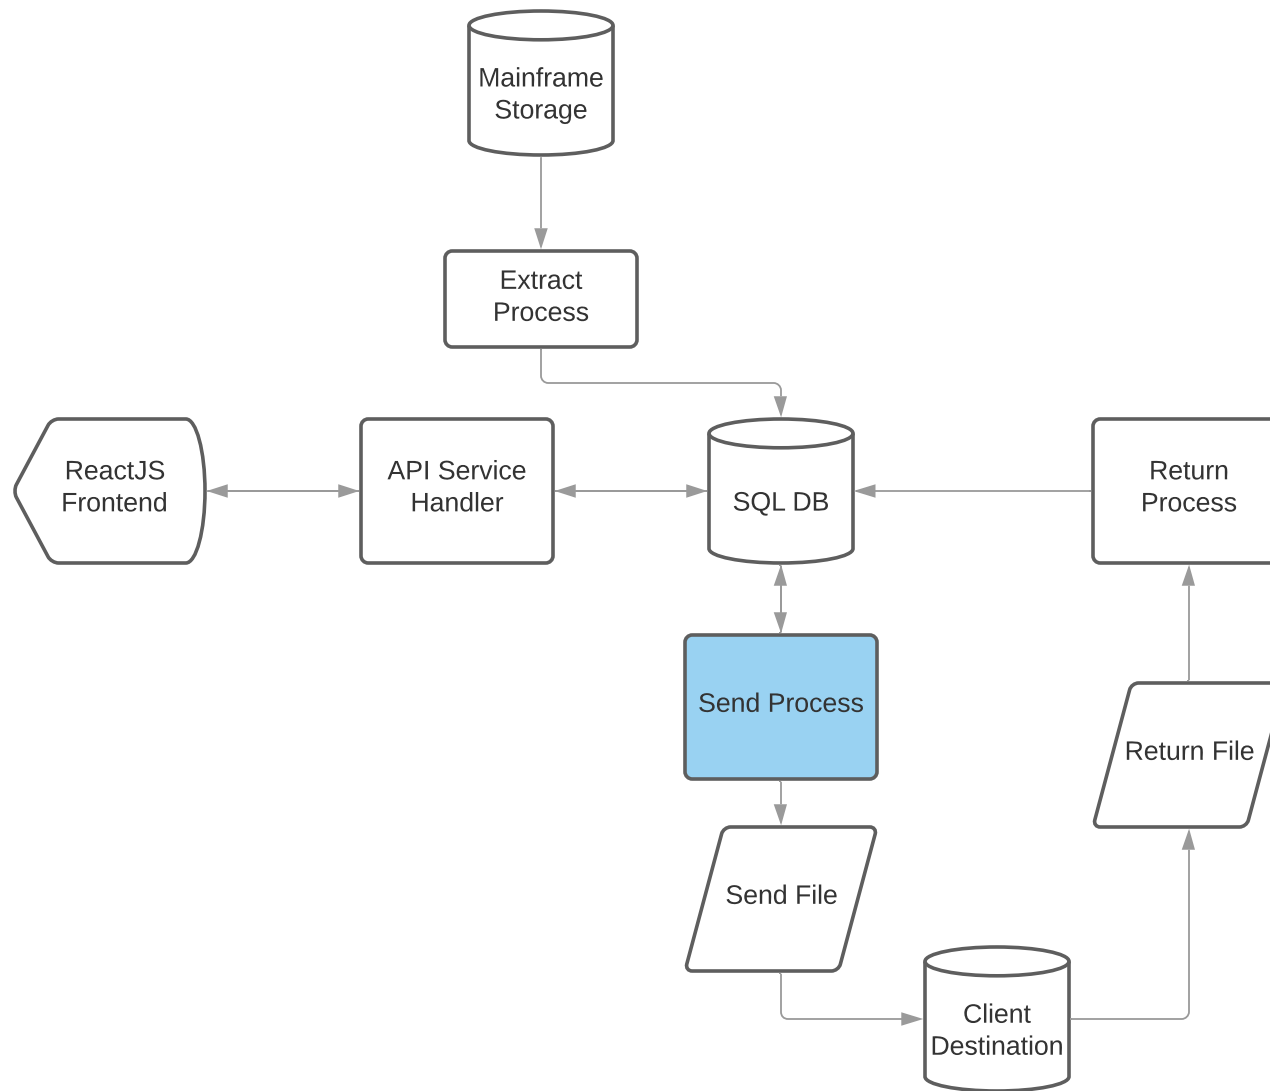 Mainframe
Storage
Extract
Process
ReactJS
Frontend
API Service
Handler
SQL DB
Return
Process
Send Process
Return File
Send File
Client
Destination